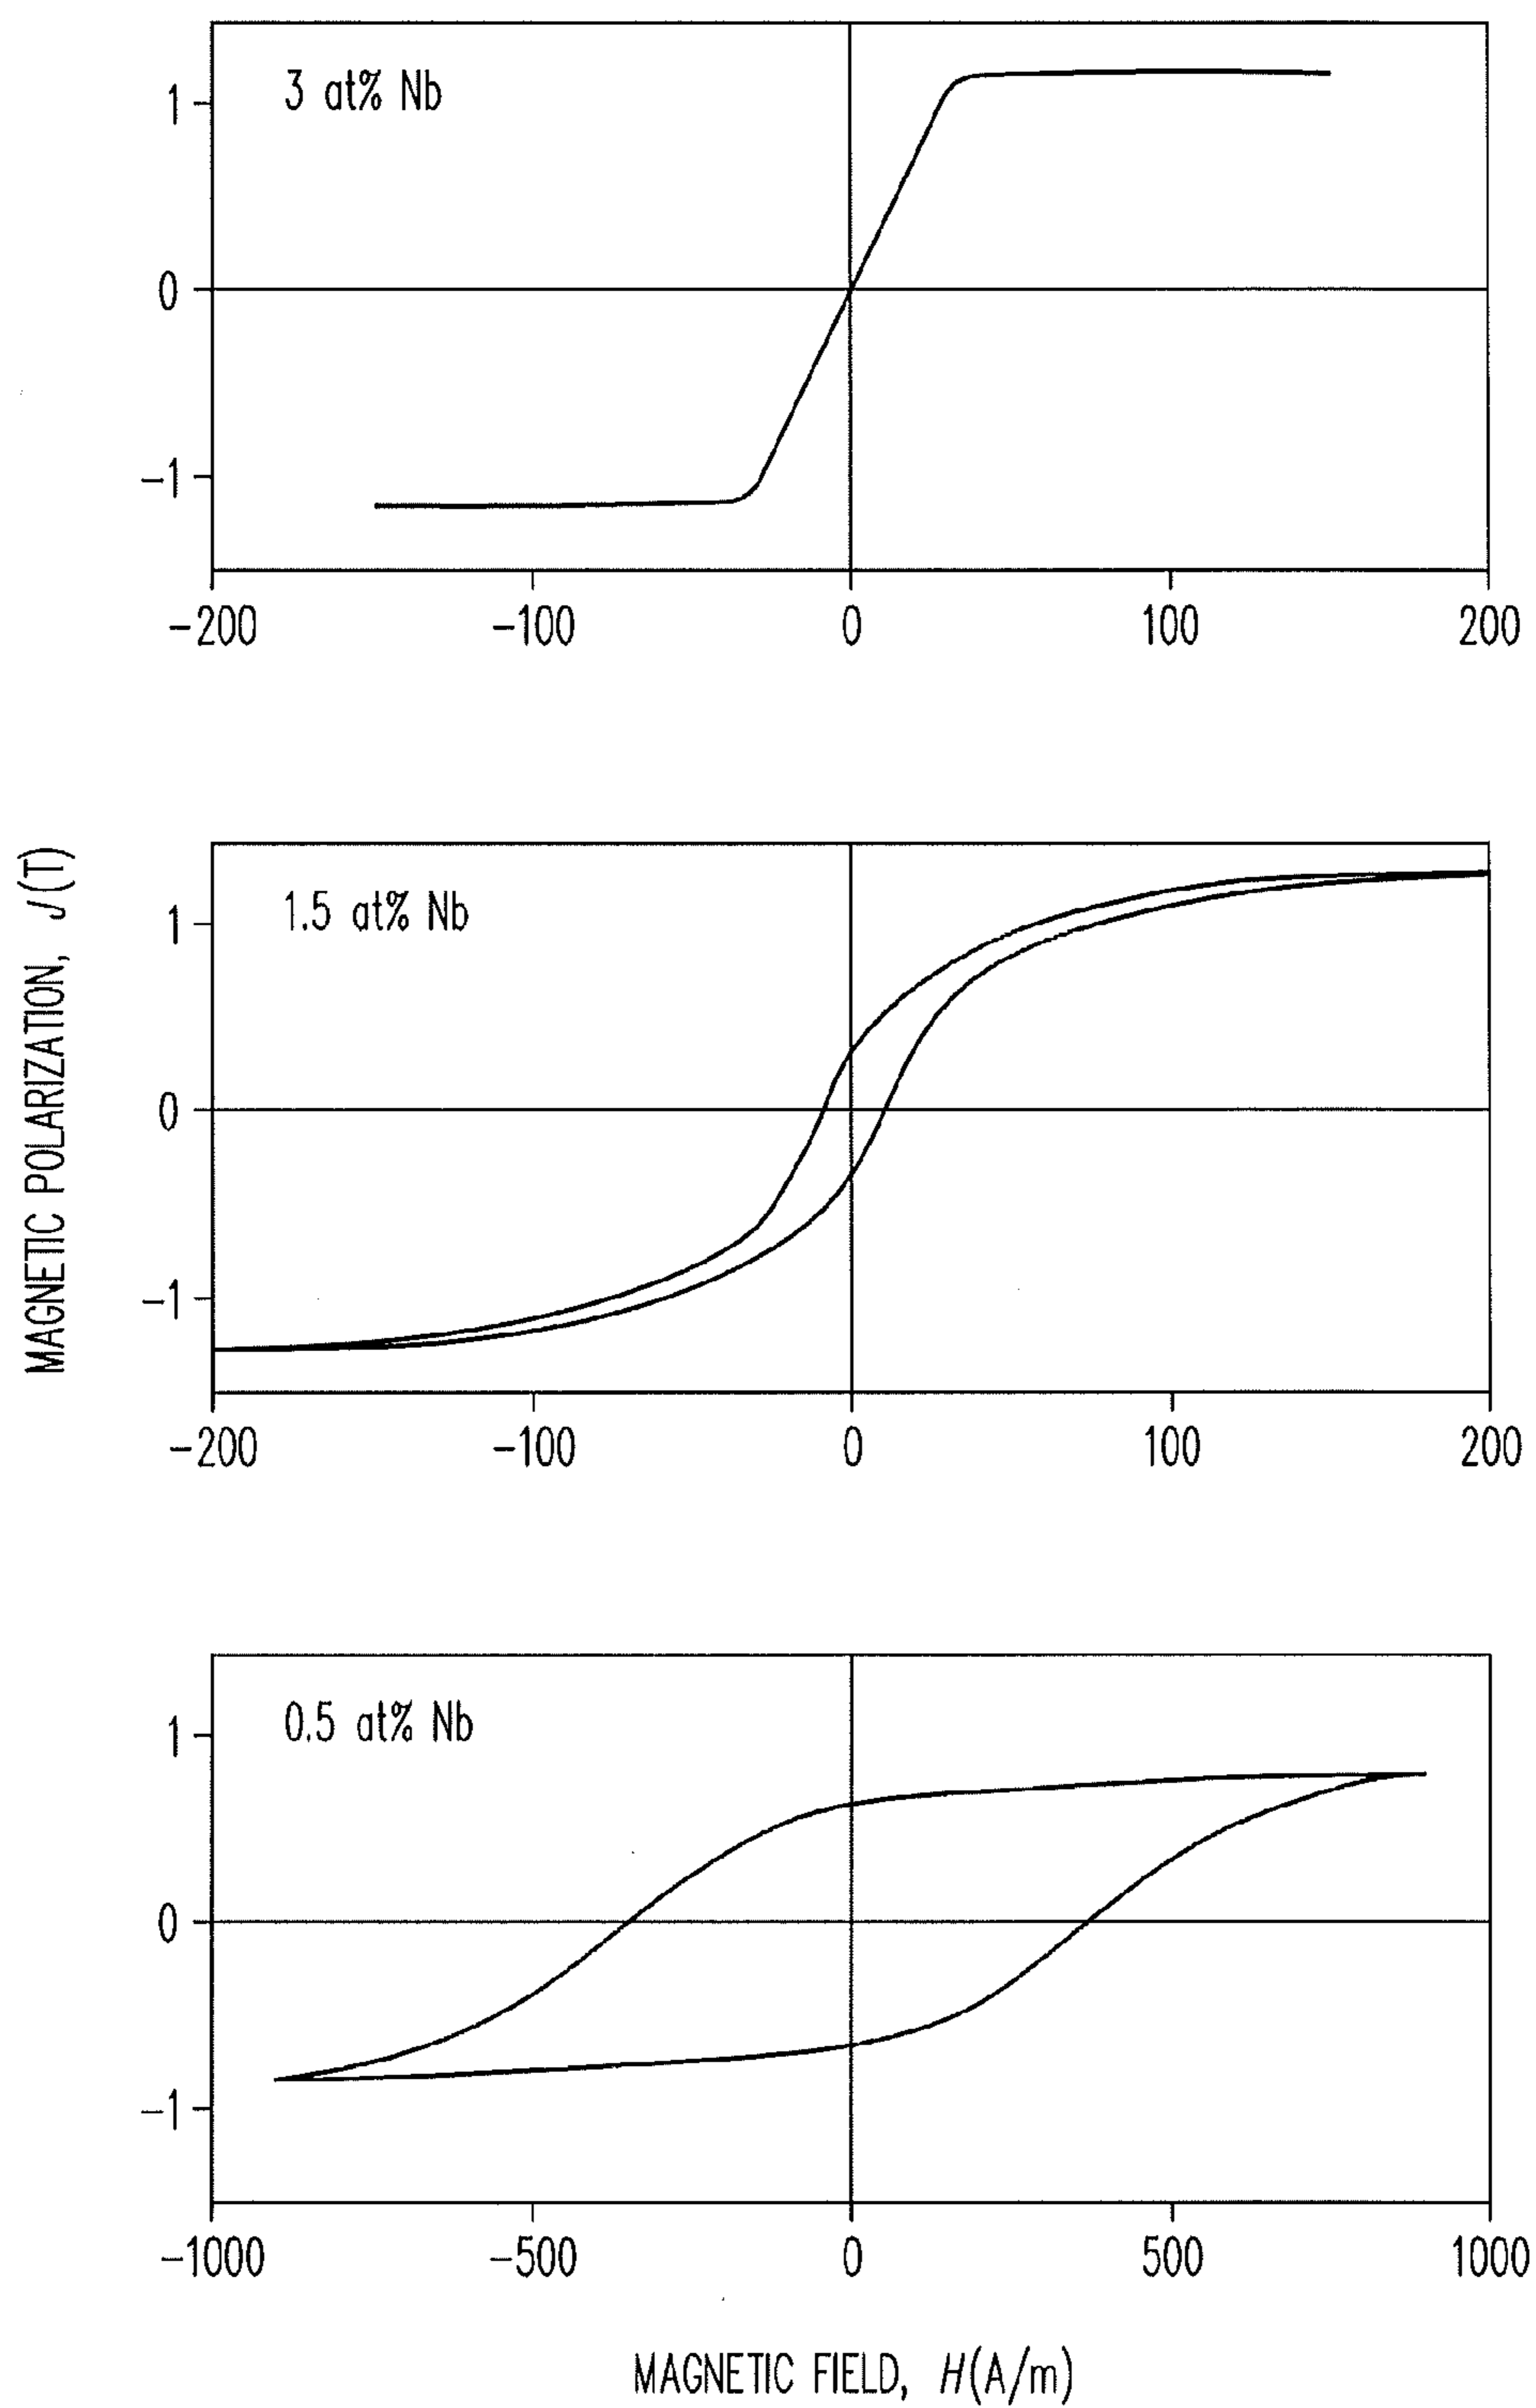 3 at% Nb
1
0
−1
−200 −100 0 100 200
MAGNETIC POLARIZATION, J(T)
1.5 at% Nb
1
0
−1
−200 −100 0 100 200
0.5 at% Nb
1
0
−1
−1000 −500 0 500 1000
MAGNETIC FIELD, H(A/m)